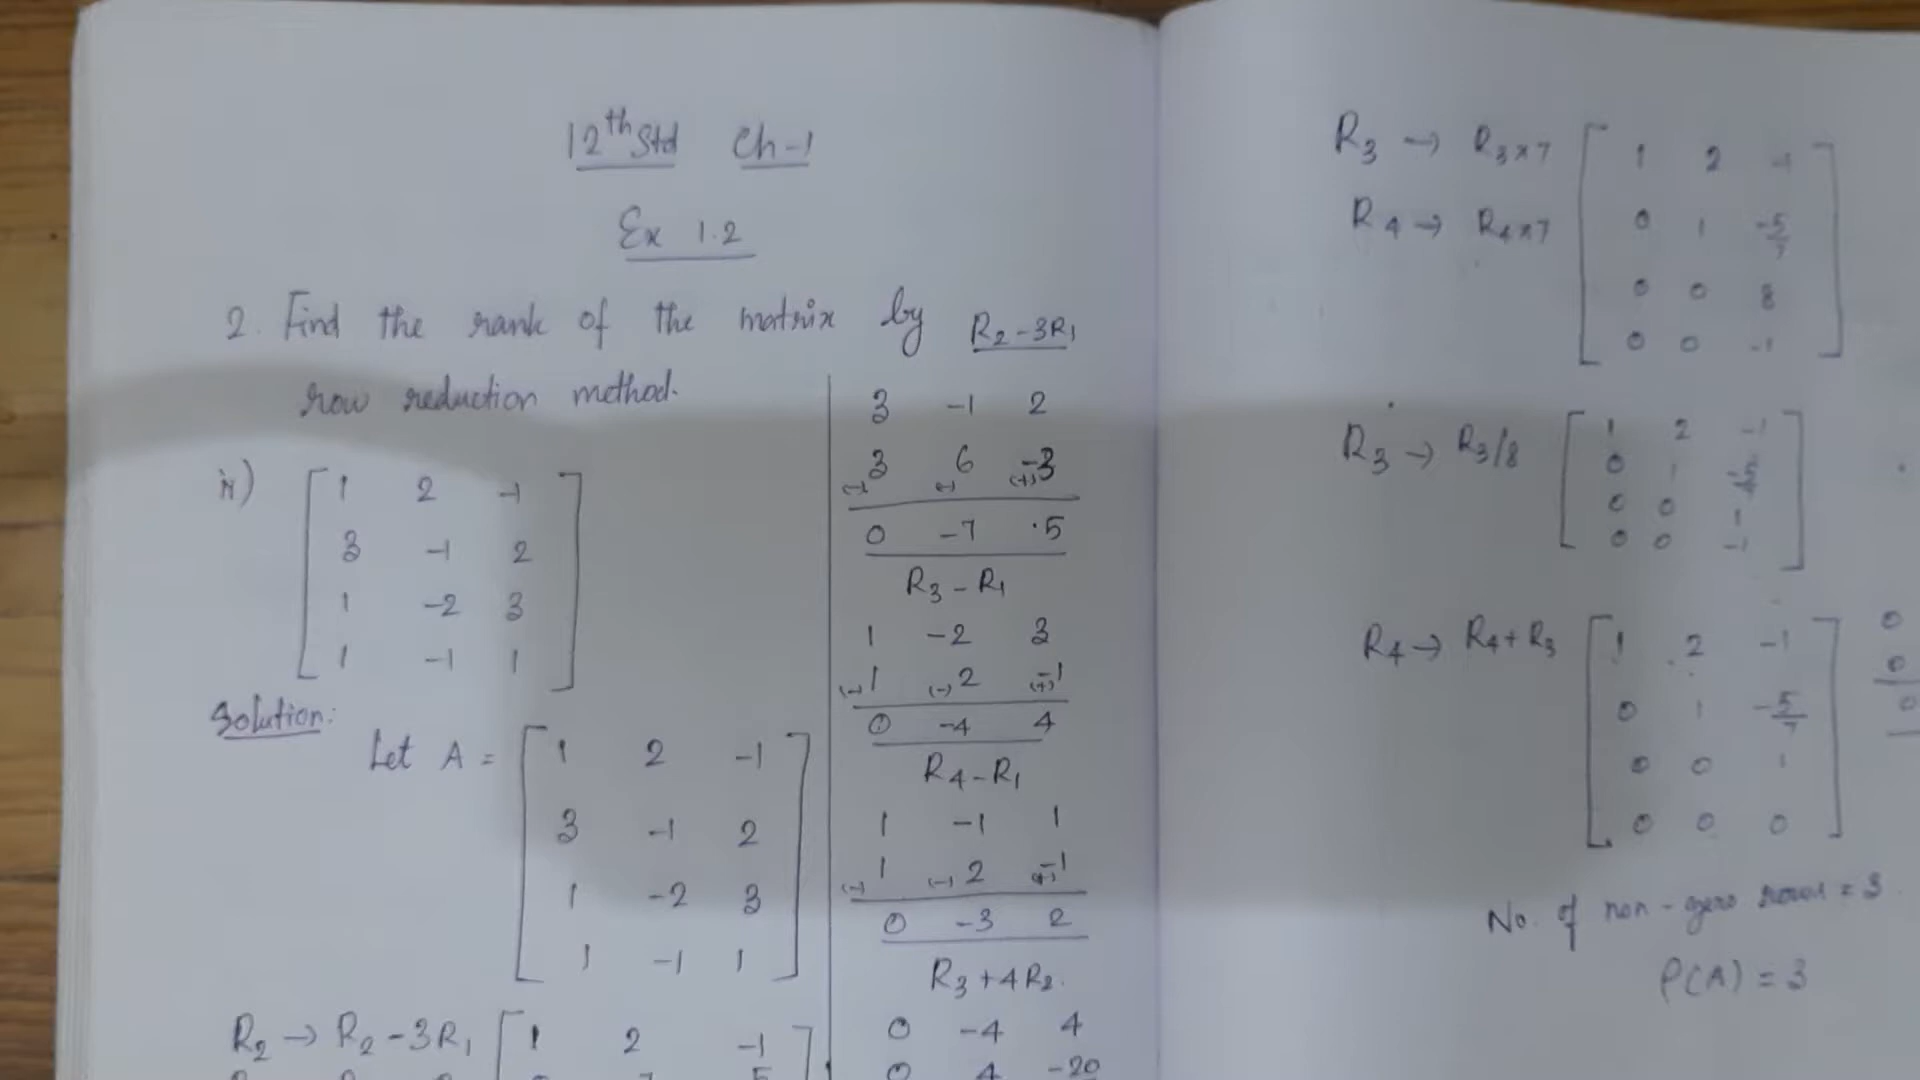 12th Std Ch-1
Ex 1.2
2. Find the rank of the matrix by
row reduction method.
1 2 -1
3 -1 2
1 -2 3
1 -1 1
Solution:
Let A =
1 2 -1
3 -1 2
1 -2 3
1 -1 1
R2 → R2 - 3R1
1 2 -1
R2 - 3R1
3 -1 2
3 6 -3
(-) (-) (+)
0 -7 5
R3 - R1
1 -2 3
1 2 -1
(-) (-) (+)
0 -4 4
R4 - R1
1 -1 1
1 2 -1
(-) (-) (+)
0 -3 2
R3 + 4R2
0 -4 4
0 4 -20
R3 → R3×7
R4 → R4×7
1 2 -1
0 1 -5/7
0 0 8
0 0 -1
R3 → R3/8
1 2 -1
0 1
0 0
0 0 -1
R4 → R4 + R3
1 2 -1
0 1 -5/7
0 0 1
0 0 0
0
0
0
No. of non-zero rows = 3
ρ(A) = 3